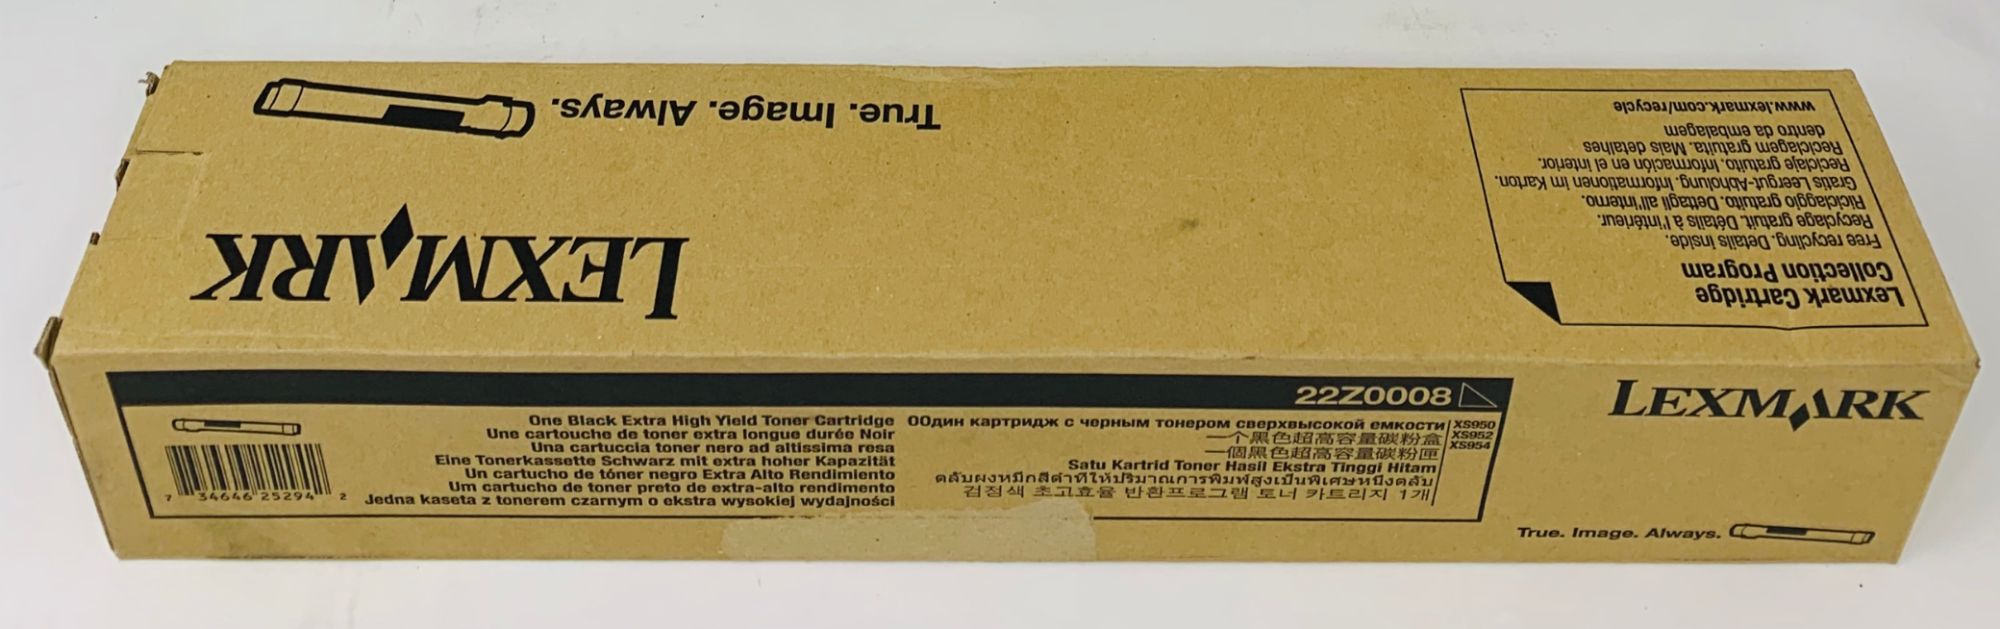 True. Image. Always.
LEXMARK
Lexmark Cartridge
Collection Program
Free recycling. Details inside.
Recyclage gratuit. Détails à l'intérieur.
Riciclaggio gratuito. Dettagli all'interno.
Gratis Leergut-Abholung. Informationen im Karton.
Reciclaje gratuito. Información en el interior.
Reciclagem gratuita. Mais detalhes
dentro da embalagem
www.lexmark.com/recycle
22Z0008
LEXMARK
One Black Extra High Yield Toner Cartridge
Une cartouche de toner extra longue durée Noir
Una cartuccia toner nero ad altissima resa
Eine Tonerkassette Schwarz mit extra hoher Kapazität
Un cartucho de tóner negro Extra Alto Rendimiento
Um cartucho de toner preto de extra-alto rendimento
Jedna kaseta z tonerem czarnym o ekstra wysokiej wydajności
OОдин картридж с черным тонером сверхвысокой емкости
一个黑色超高容量碳粉盒
一個黑色超高容量碳粉匣
Satu Kartrid Toner Hasil Ekstra Tinggi Hitam
ตลับผงหมึกสีดำที่ให้ปริมาณการพิมพ์สูงเป็นพิเศษหนึ่งตลับ
검정색 초고효율 반환프로그램 토너 카트리지 1개
XS950
XS952
XS954
7 34646 25294 2
True. Image. Always.